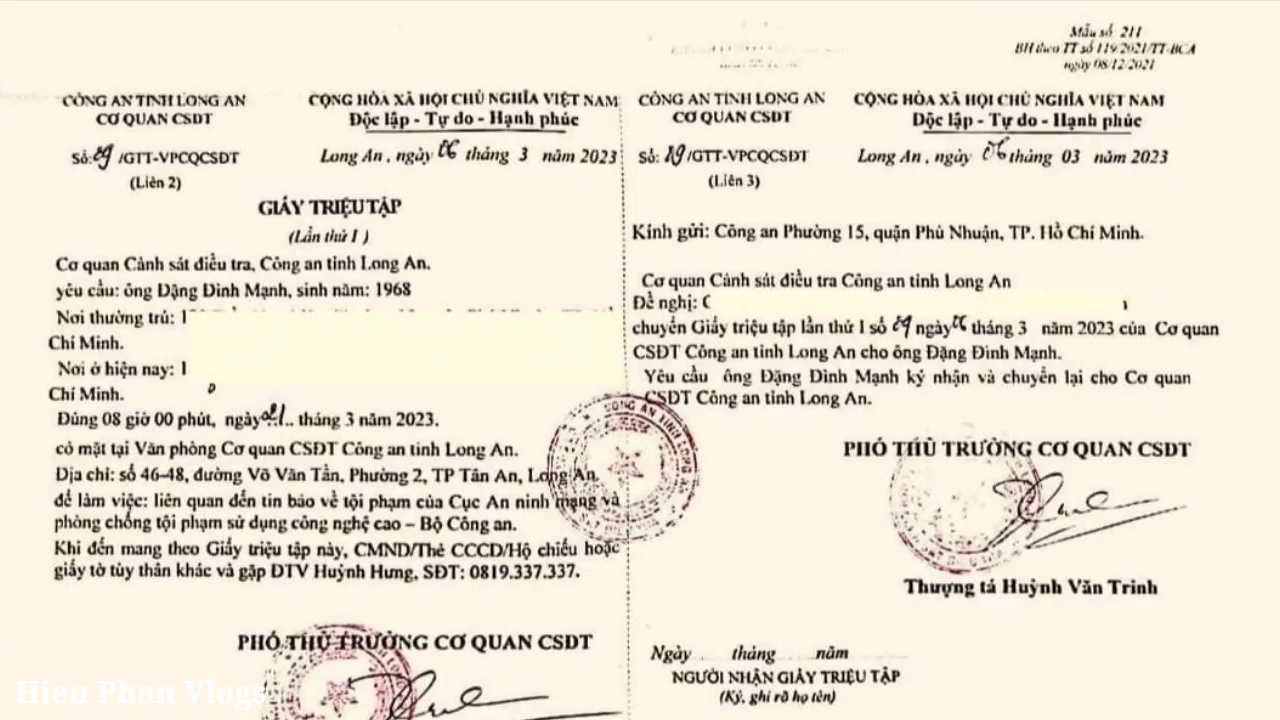 Mẫu số 211
BH theo TT số 119/2021/TT-BCA
ngày 08/12/2021
CÔNG AN TỈNH LONG AN
CƠ QUAN CSĐT
CỘNG HÒA XÃ HỘI CHỦ NGHĨA VIỆT NAM
Độc lập - Tự do - Hạnh phúc
Số: 29/GTT-VPCQCSĐT
Long An, ngày 06 tháng 3 năm 2023
(Liên 2)
GIẤY TRIỆU TẬP
(Lần thứ 1)
Cơ quan Cảnh sát điều tra, Công an tỉnh Long An.
yêu cầu: ông Đặng Đình Mạnh, sinh năm: 1968
Nơi thường trú: 1
Chí Minh.
Nơi ở hiện nay: 1
Chí Minh.
Đúng 08 giờ 00 phút, ngày 21.. tháng 3 năm 2023.
có mặt tại Văn phòng Cơ quan CSĐT Công an tỉnh Long An.
Địa chỉ: số 46-48, đường Võ Văn Tần, Phường 2, TP Tân An, Long An.
để làm việc: liên quan đến tin báo về tội phạm của Cục An ninh mạng và
phòng chống tội phạm sử dụng công nghệ cao – Bộ Công an.
Khi đến mang theo Giấy triệu tập này, CMND/Thẻ CCCD/Hộ chiếu hoặc
giấy tờ tùy thân khác và gặp ĐTV Huỳnh Hưng, SĐT: 0819.337.337.
PHÓ THỦ TRƯỞNG CƠ QUAN CSĐT
CÔNG AN TỈNH LONG AN
CÔNG AN TỈNH LONG AN
CƠ QUAN CSĐT
CỘNG HÒA XÃ HỘI CHỦ NGHĨA VIỆT NAM
Độc lập - Tự do - Hạnh phúc
Số: 29/GTT-VPCQCSĐT
Long An, ngày 06 tháng 03 năm 2023
(Liên 3)
Kính gửi: Công an Phường 15, quận Phú Nhuận, TP. Hồ Chí Minh.
Cơ quan Cảnh sát điều tra Công an tỉnh Long An
Đề nghị: C
chuyển Giấy triệu tập lần thứ 1 số 29 ngày 06 tháng 3 năm 2023 của Cơ quan
CSĐT Công an tỉnh Long An cho ông Đặng Đình Mạnh.
Yêu cầu ông Đặng Đình Mạnh ký nhận và chuyển lại cho Cơ quan
CSĐT Công an tỉnh Long An.
PHÓ THỦ TRƯỞNG CƠ QUAN CSĐT
Thượng tá Huỳnh Văn Trinh
Ngày tháng năm
NGƯỜI NHẬN GIẤY TRIỆU TẬP
(Ký, ghi rõ họ tên)
Hieu Phan Vlogs